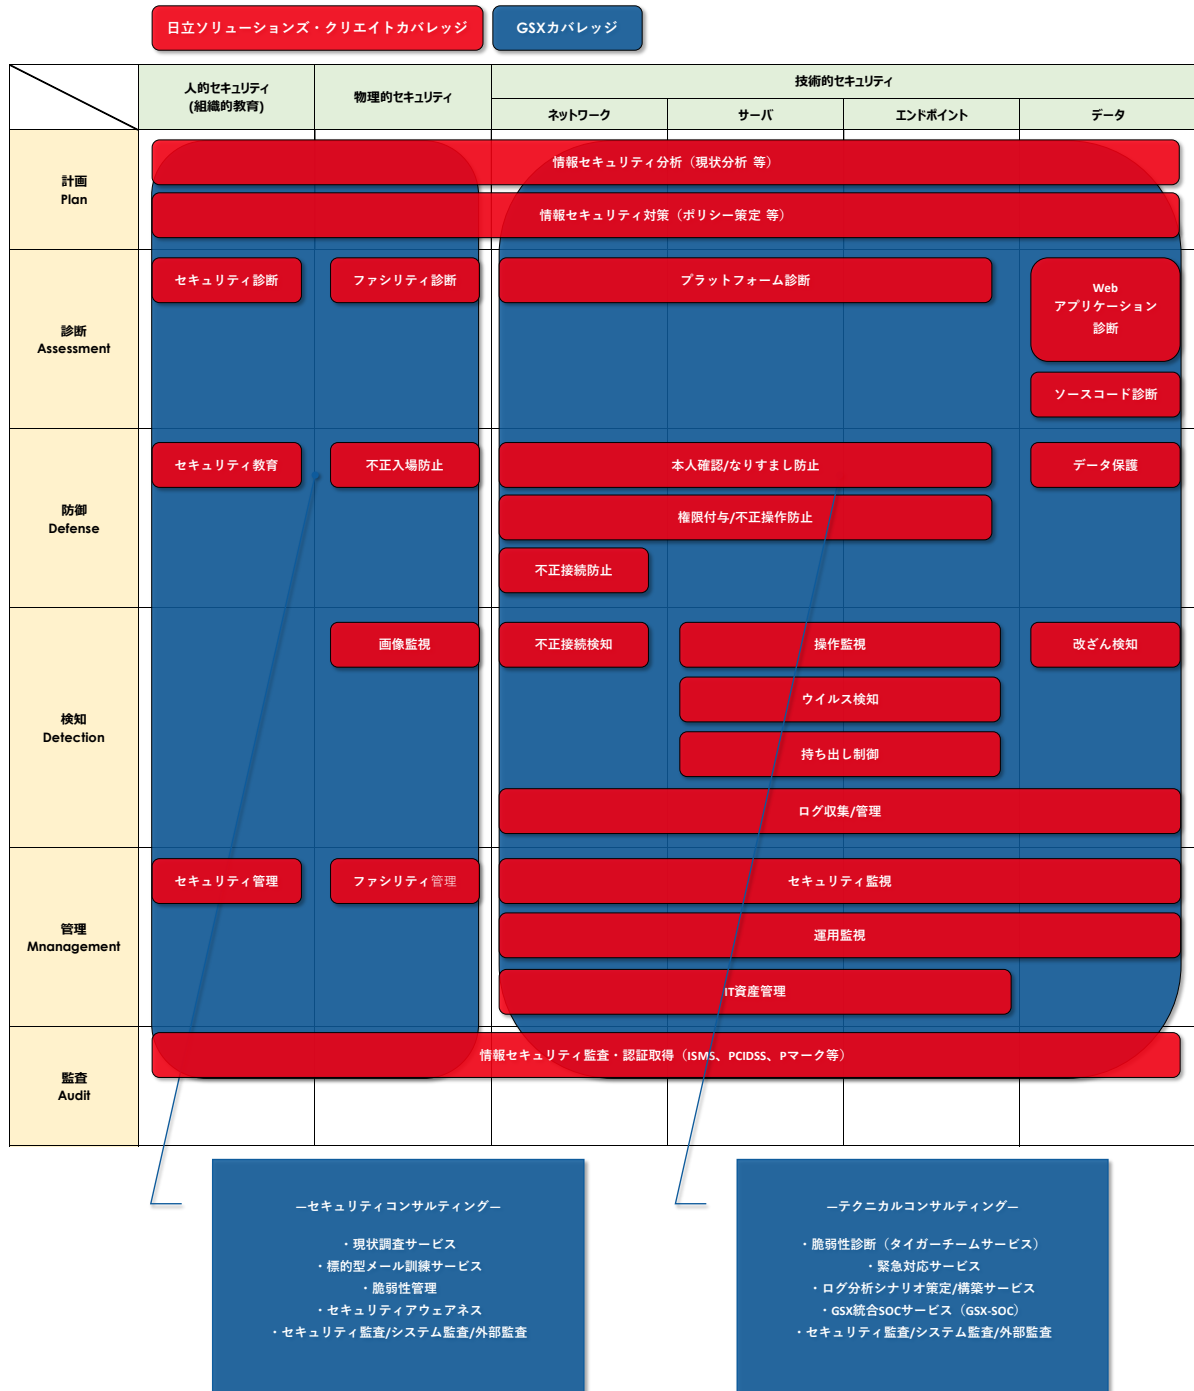 日立ソリューションズ・クリエイトカバレッジ
GSXカバレッジ
人的セキュリティ
(組織的教育)
物理的セキュリティ
技術的セキュリティ
ネットワーク
サーバ
エンドポイント
データ
計画
Plan
情報セキュリティ分析（現状分析 等）
情報セキュリティ対策（ポリシー策定 等）
診断
Assessment
セキュリティ診断
ファシリティ診断
プラットフォーム診断
Web
アプリケーション
診断
ソースコード診断
防御
Defense
セキュリティ教育
不正入場防止
本人確認/なりすまし防止
データ保護
権限付与/不正操作防止
不正接続防止
検知
Detection
画像監視
不正接続検知
操作監視
改ざん検知
ウイルス検知
持ち出し制御
ログ収集/管理
管理
Mnanagement
セキュリティ管理
ファシリティ管理
セキュリティ監視
運用監視
IT資産管理
監査
Audit
情報セキュリティ監査・認証取得（ISMS、PCIDSS、Pマーク等）
―セキュリティコンサルティング―
・現状調査サービス
・標的型メール訓練サービス
・脆弱性管理
・セキュリティアウェアネス
・セキュリティ監査/システム監査/外部監査
―テクニカルコンサルティング―
・脆弱性診断（タイガーチームサービス）
・緊急対応サービス
・ログ分析シナリオ策定/構築サービス
・GSX統合SOCサービス（GSX-SOC）
・セキュリティ監査/システム監査/外部監査